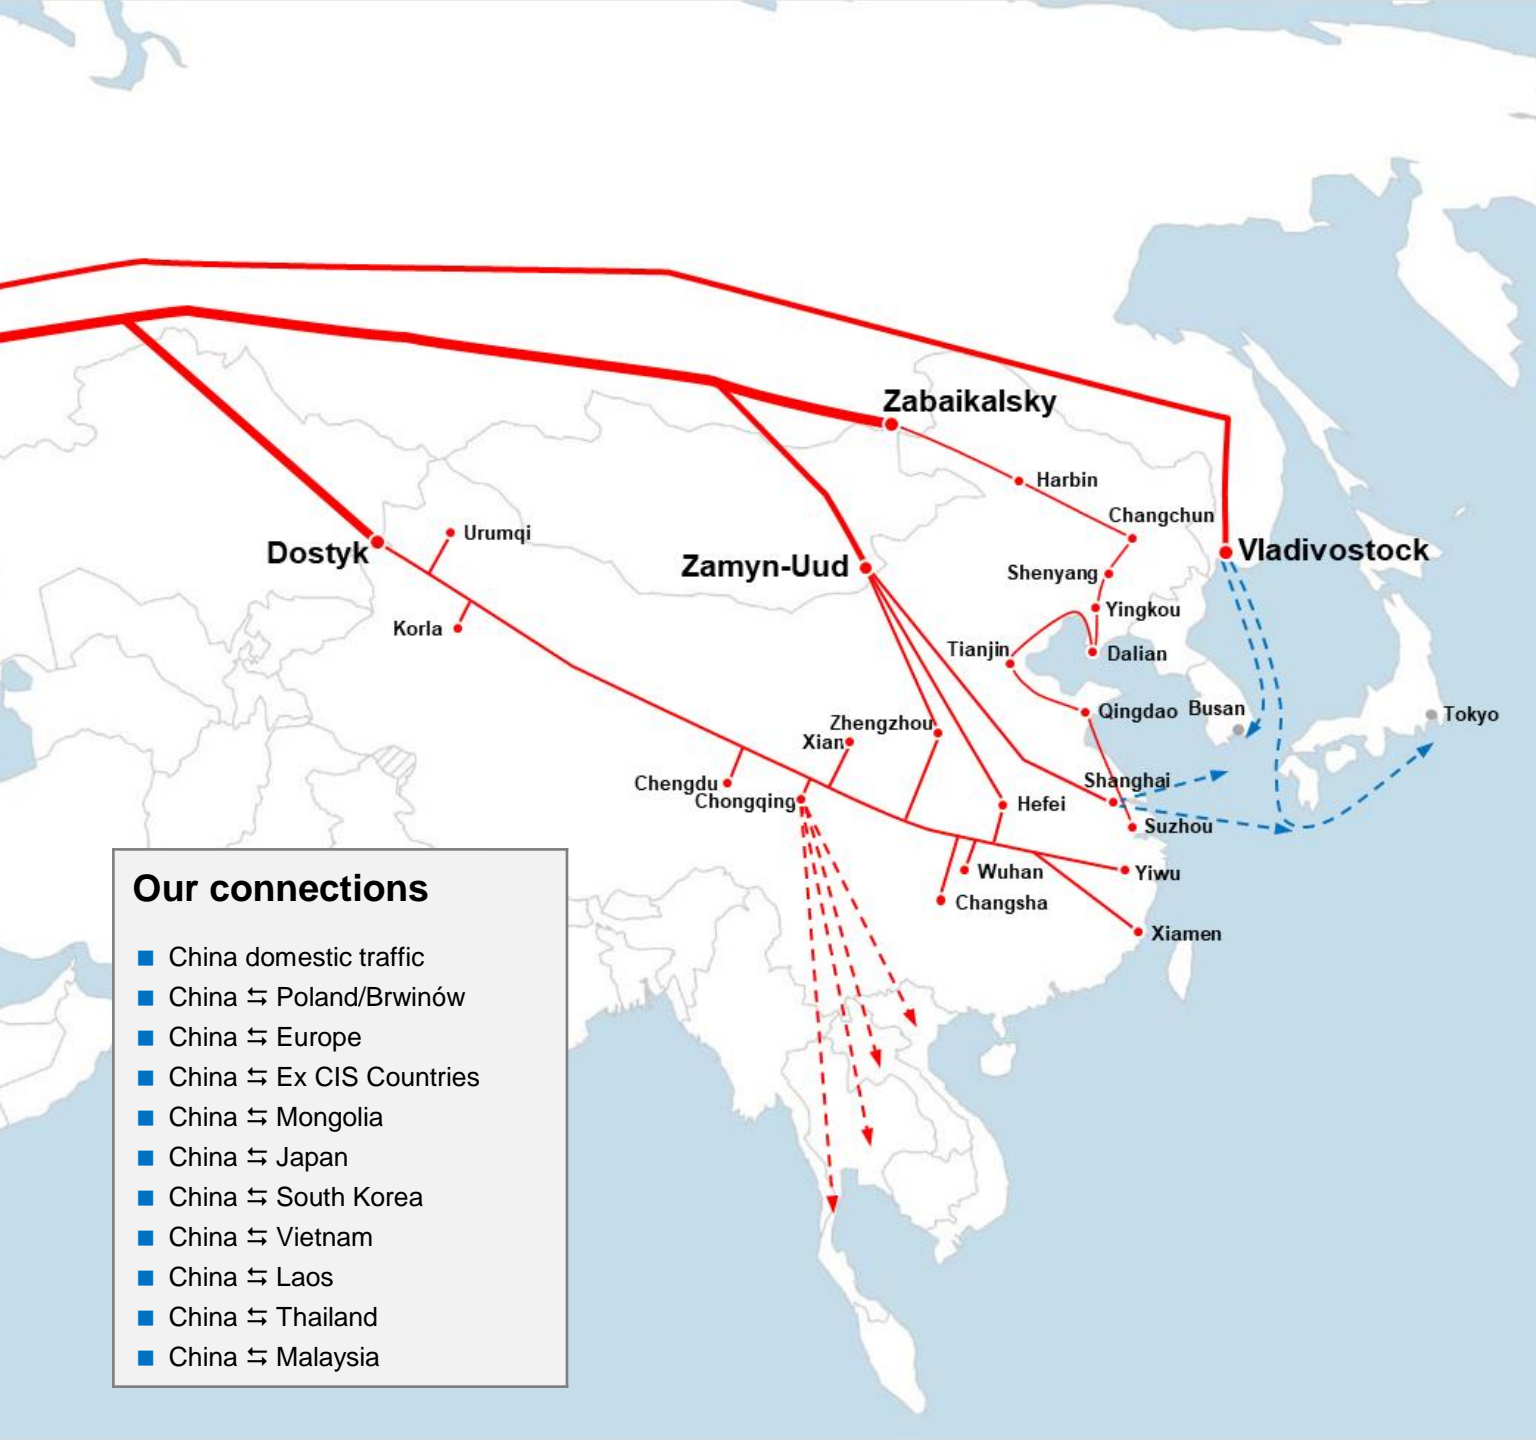 Zabaikalsky
Harbin
Changchun
Urumqi
Dostyk
Vladivostock
Zamyn-Uud
Shenyang
Yingkou
Korla
Tianjin
Dalian
Qingdao
Busan
Tokyo
Zhengzhou
Xian
Chengdu
Shanghai
Chongqing
Hefei
Suzhou
Wuhan
Yiwu
Changsha
Xiamen
Our connections
China domestic traffic
China ⇆ Poland/Brwinów
China ⇆ Europe
China ⇆ Ex CIS Countries
China ⇆ Mongolia
China ⇆ Japan
China ⇆ South Korea
China ⇆ Vietnam
China ⇆ Laos
China ⇆ Thailand
China ⇆ Malaysia